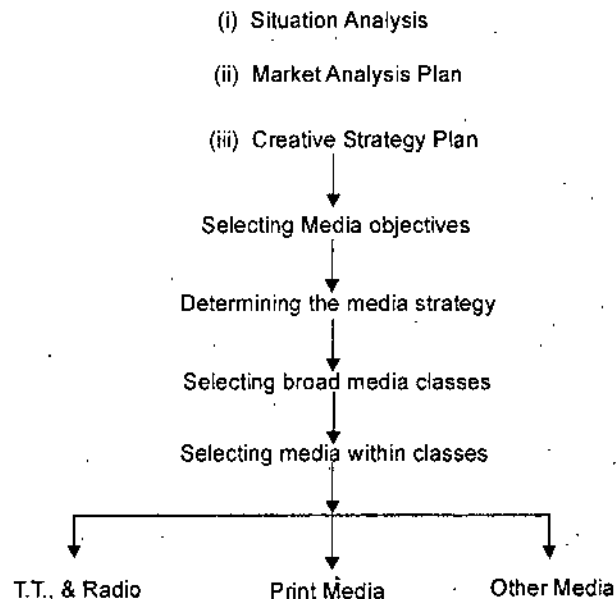 (i) Situation Analysis
(ii) Market Analysis Plan
(iii) Creative Strategy Plan
Selecting Media objectives
Determining the media strategy
Selecting broad media classes
Selecting media within classes
T.T., & Radio Print Media Other Media